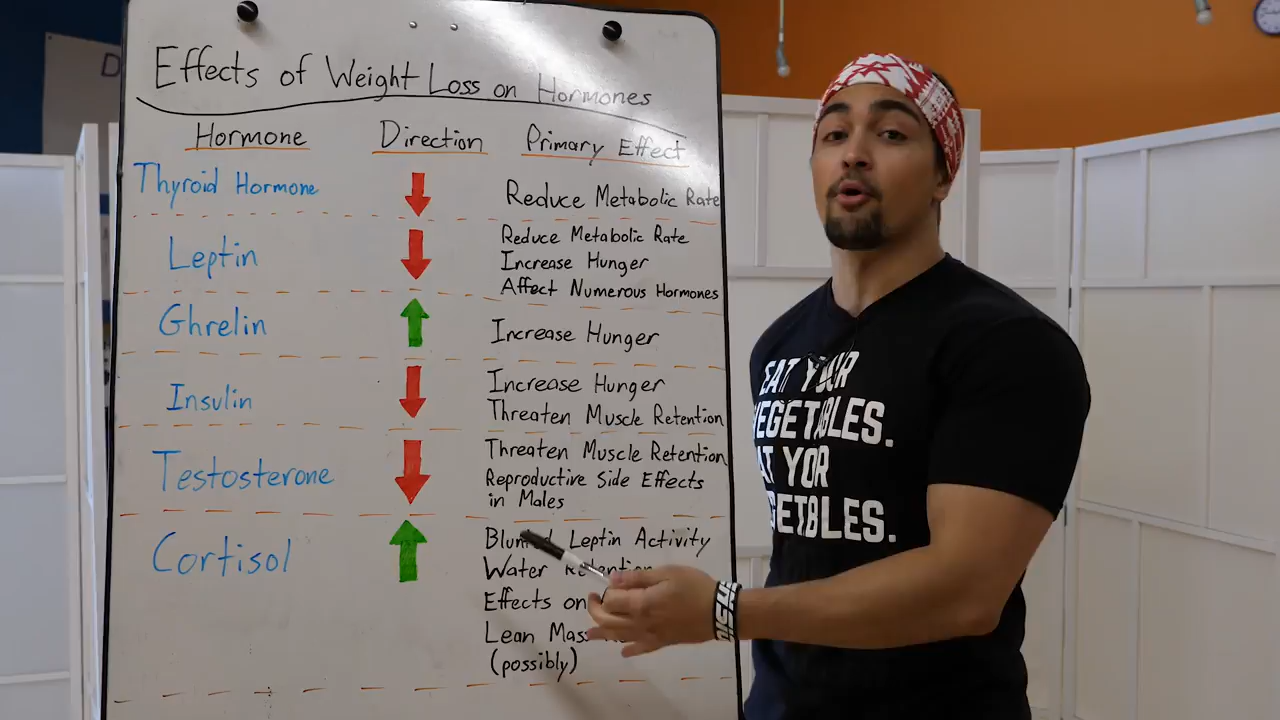 Effects of Weight Loss on Hormones
Hormone Direction Primary Effect
Thyroid Hormone Reduce Metabolic Rate
Leptin Reduce Metabolic Rate
Increase Hunger
Affect Numerous Hormones
Ghrelin Increase Hunger
Insulin Increase Hunger
Threaten Muscle Retention
Testosterone Threaten Muscle Retention
Reproductive Side Effects
in Males
Cortisol Blunted Leptin Activity
Water Retention
Effects on
Lean Mass
(possibly)
EAT YOUR
VEGETABLES.
EAT YOR
VEGETBLES.
D